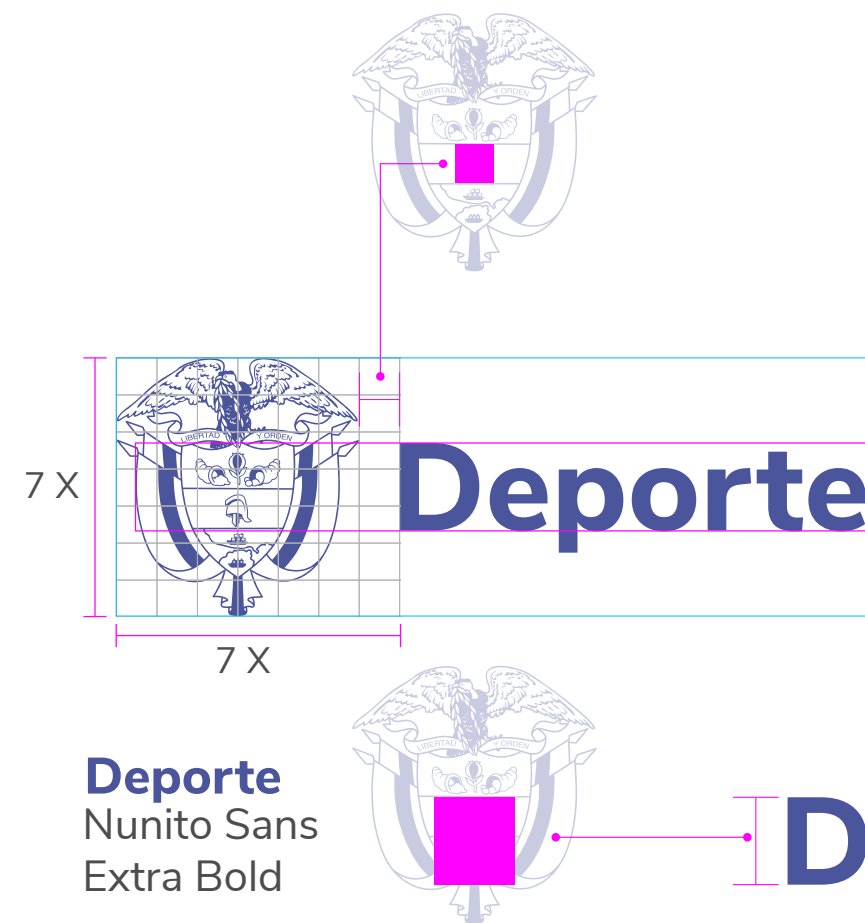 LIBERTAD Y ORDEN
LIBERTAD Y ORDEN
Deporte
7 X
7 X
LIBERTAD Y ORDEN
Deporte
Nunito Sans
Extra Bold
D